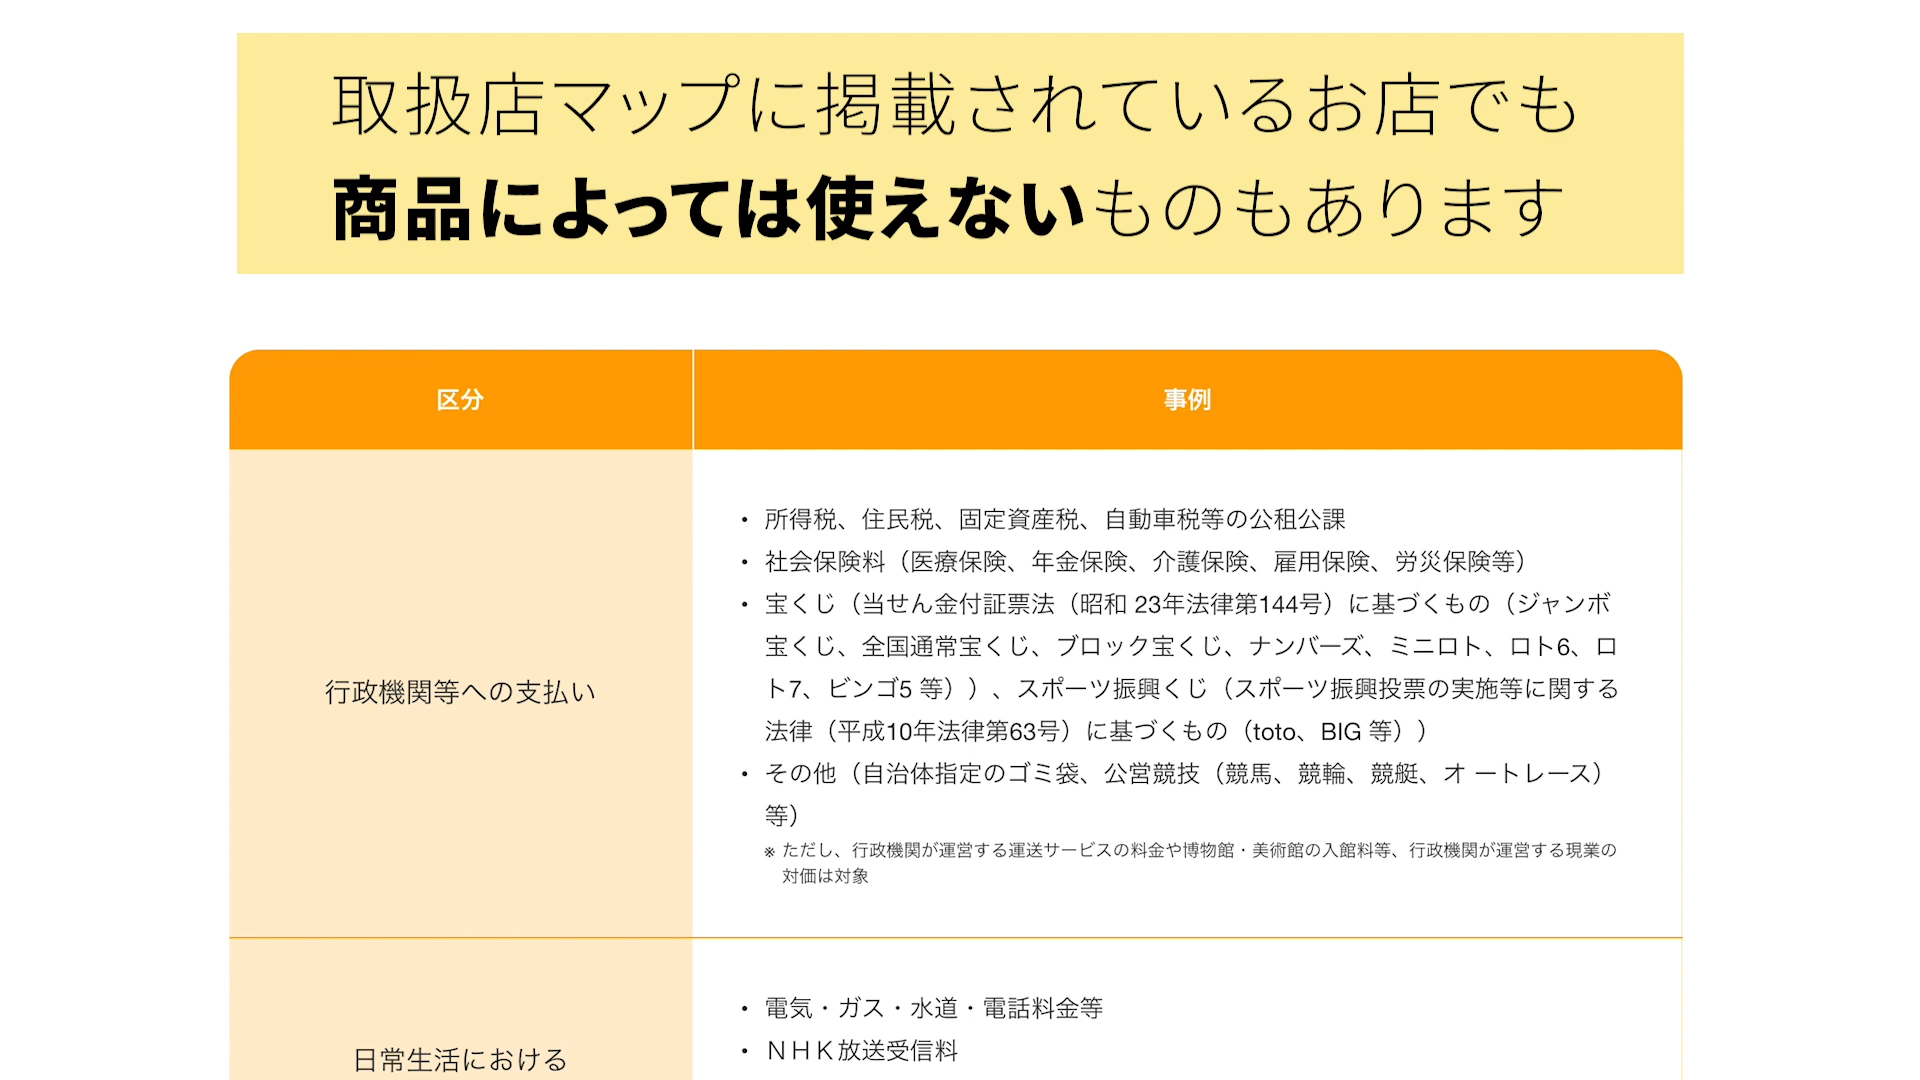 取扱店マップに掲載されているお店でも
商品によっては使えないものもあります
区分
事例
行政機関等への支払い
・ 所得税、住民税、固定資産税、自動車税等の公租公課
・ 社会保険料（医療保険、年金保険、介護保険、雇用保険、労災保険等）
・ 宝くじ（当せん金付証票法（昭和 23年法律第144号）に基づくもの（ジャンボ
宝くじ、全国通常宝くじ、ブロック宝くじ、ナンバーズ、ミニロト、ロト6、ロ
ト7、ビンゴ5 等））、スポーツ振興くじ（スポーツ振興投票の実施等に関する
法律（平成10年法律第63号）に基づくもの（toto、BIG 等））
・ その他（自治体指定のゴミ袋、公営競技（競馬、競輪、競艇、オ ートレース）
等）
※ ただし、行政機関が運営する運送サービスの料金や博物館・美術館の入館料等、行政機関が運営する現業の
対価は対象
日常生活における
・ 電気・ガス・水道・電話料金等
・ ＮＨＫ放送受信料